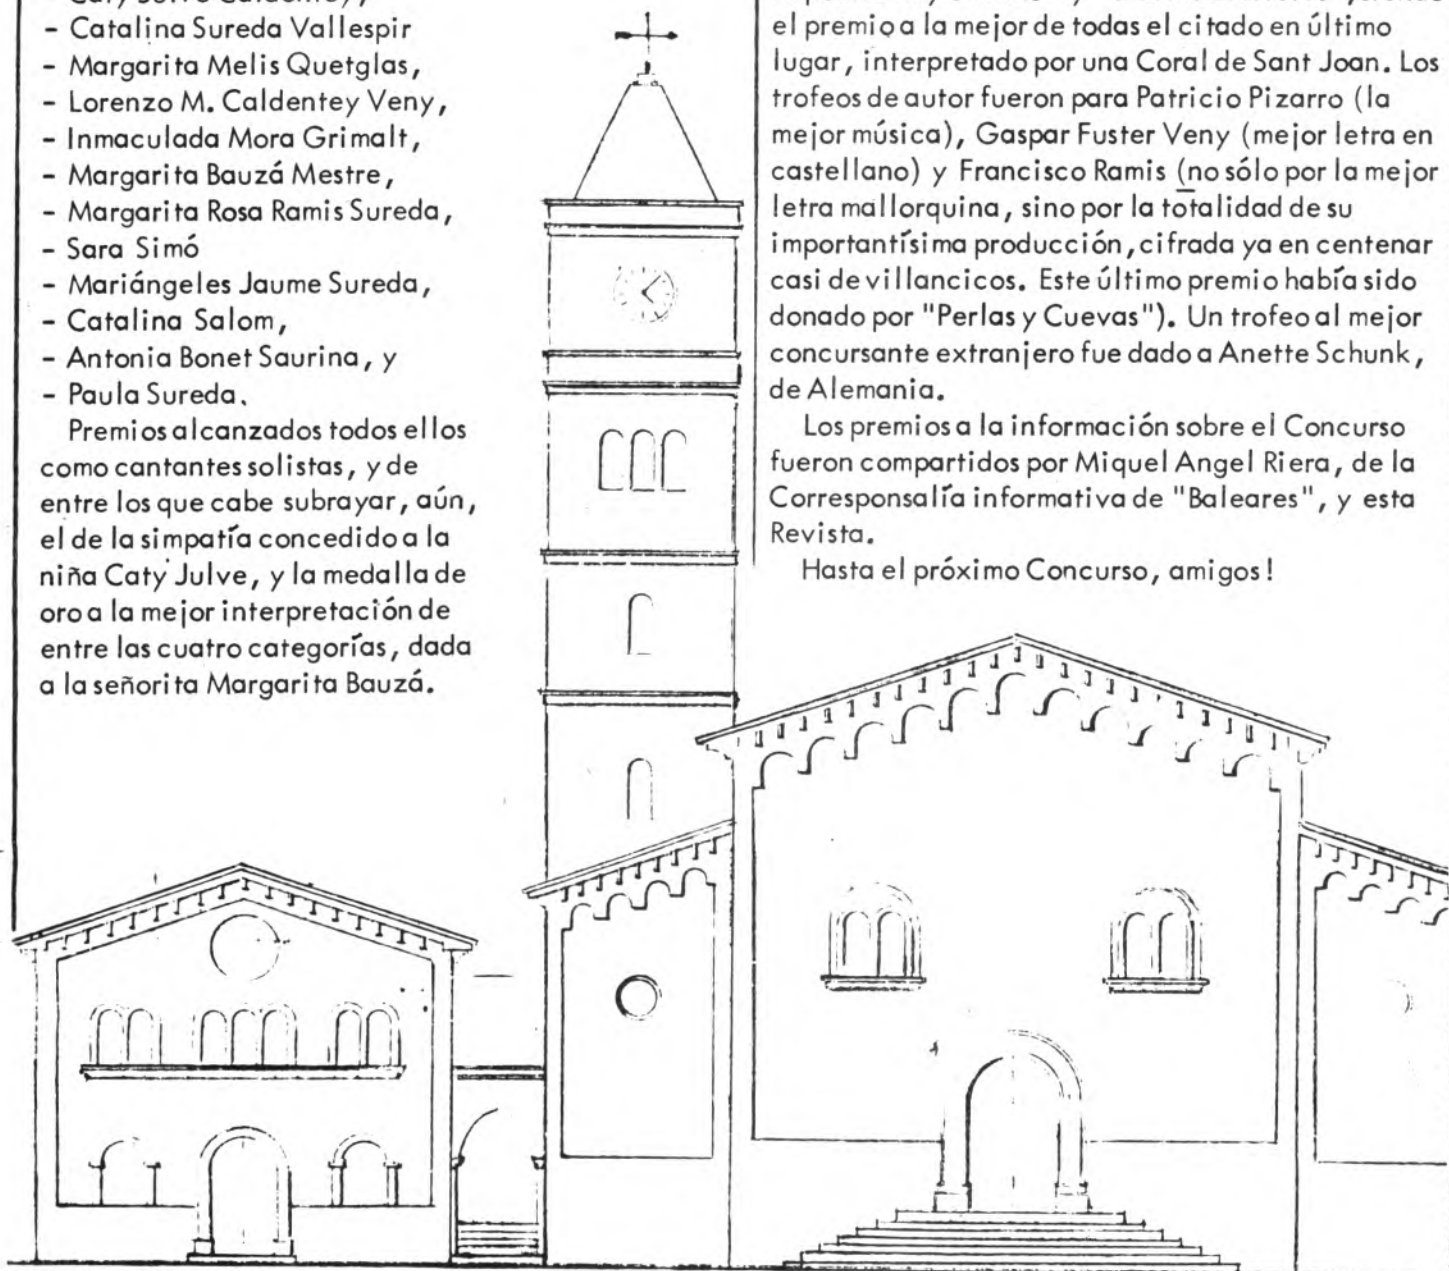 - Catalina Sureda Vallespir
- Margarita Melis Quetglas,
- Lorenzo M. Caldentey Veny,
- Inmaculada Mora Grimalt,
- Margarita Bauzá Mestre,
- Margarita Rosa Ramis Sureda,
- Sara Simó
- Mariángeles Jaume Sureda,
- Catalina Salom,
- Antonia Bonet Saurina, y
- Paula Sureda.
Premios alcanzados todos ellos
como cantantes solistas, y de
entre los que cabe subrayar, aún,
el de la simpatía concedido a la
niña Caty Julve, y la medalla de
oro a la mejor interpretación de
entre las cuatro categorías, dada
a la señorita Margarita Bauzá.
el premio a la mejor de todas el citado en último
lugar, interpretado por una Coral de Sant Joan. Los
trofeos de autor fueron para Patricio Pizarro (la
mejor música), Gaspar Fuster Veny (mejor letra en
castellano) y Francisco Ramis (no sólo por la mejor
letra mallorquina, sino por la totalidad de su
importantísima producción, cifrada ya en centenar
casi de villancicos. Este último premio había sido
donado por "Perlas y Cuevas"). Un trofeo al mejor
concursante extranjero fue dado a Anette Schunk,
de Alemania.
Los premios a la información sobre el Concurso
fueron compartidos por Miquel Angel Riera, de la
Corresponsalía informativa de "Baleares", y esta
Revista.
Hasta el próximo Concurso, amigos!